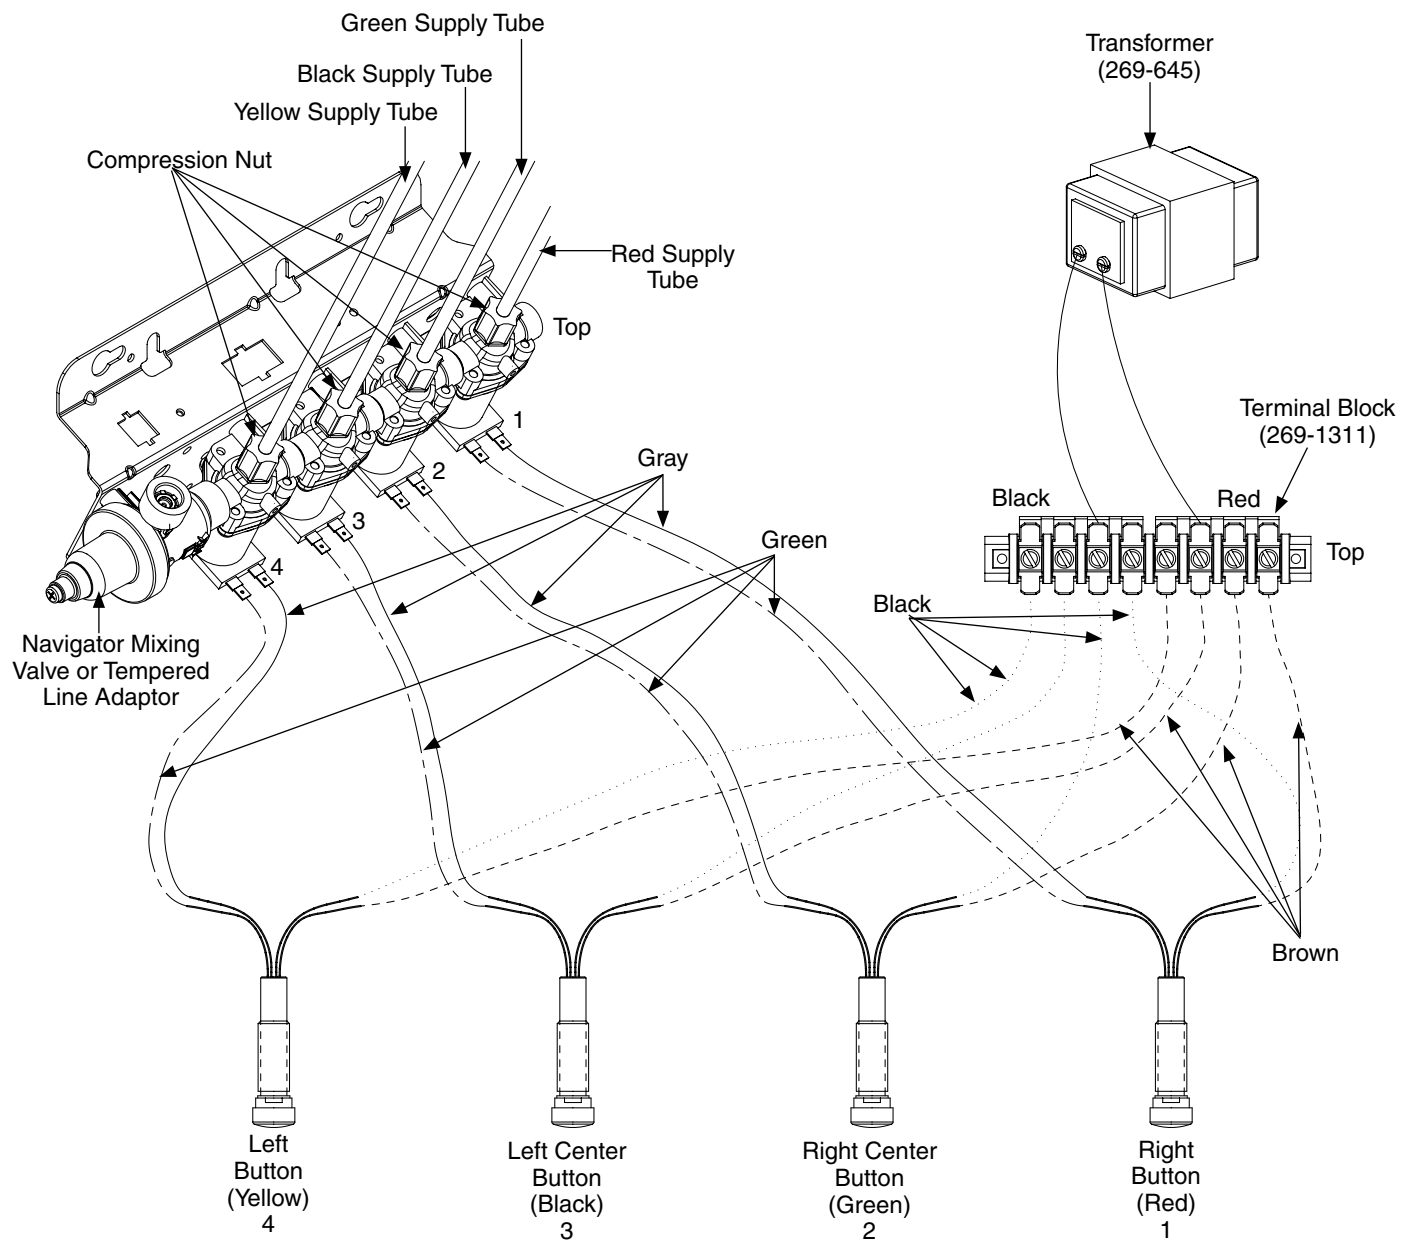 Green Supply Tube
Black Supply Tube
Yellow Supply Tube
Compression Nut
Red Supply
Tube
Top
Transformer
(269-645)
Terminal Block
(269-1311)
Black
Red
Top
1
2
3
4
Gray
Green
Black
Navigator Mixing
Valve or Tempered
Line Adaptor
Brown
Left
Button
(Yellow)
4
Left Center
Button
(Black)
3
Right Center
Button
(Green)
2
Right
Button
(Red)
1